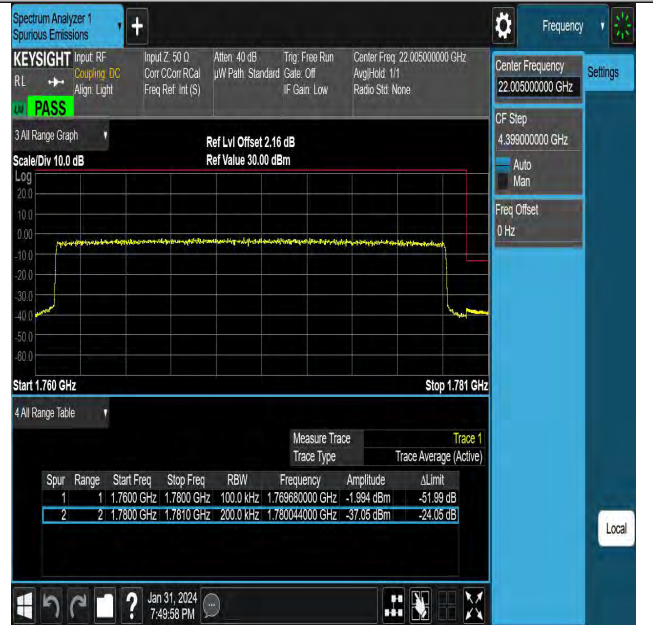 Spectrum Analyzer 1
Spurious Emissions
Frequency
KEYSIGHT
RL
Input: RF
Coupling: DC
Align: Light
Input Z: 50 Ω
Corr CCorr RCal
Freq Ref: Int (S)
Atten: 40 dB
µW Path: Standard
Trig: Free Run
Gate: Off
IF Gain: Low
Center Freq: 22.005000000 GHz
Avg|Hold: 1/1
Radio Std: None
PASS
Center Frequency
22.005000000 GHz
Settings
CF Step
4.399000000 GHz
Auto
Man
Freq Offset
0 Hz
3 All Range Graph
Scale/Div 10.0 dB
Ref Lvl Offset 2.16 dB
Ref Value 30.00 dBm
Log
20.0
10.0
0.00
-10.0
-20.0
-30.0
-40.0
-50.0
-60.0
Start 1.760 GHz
Stop 1.781 GHz
4 All Range Table
Measure Trace Trace 1
Trace Type Trace Average (Active)
Spur Range Start Freq Stop Freq RBW Frequency Amplitude ΔLimit
1 1 1.7600 GHz 1.7800 GHz 100.0 kHz 1.769680000 GHz -1.994 dBm -51.99 dB
2 2 1.7800 GHz 1.7810 GHz 200.0 kHz 1.780044000 GHz -37.05 dBm -24.05 dB
Local
?
Jan 31, 2024
7:49:58 PM